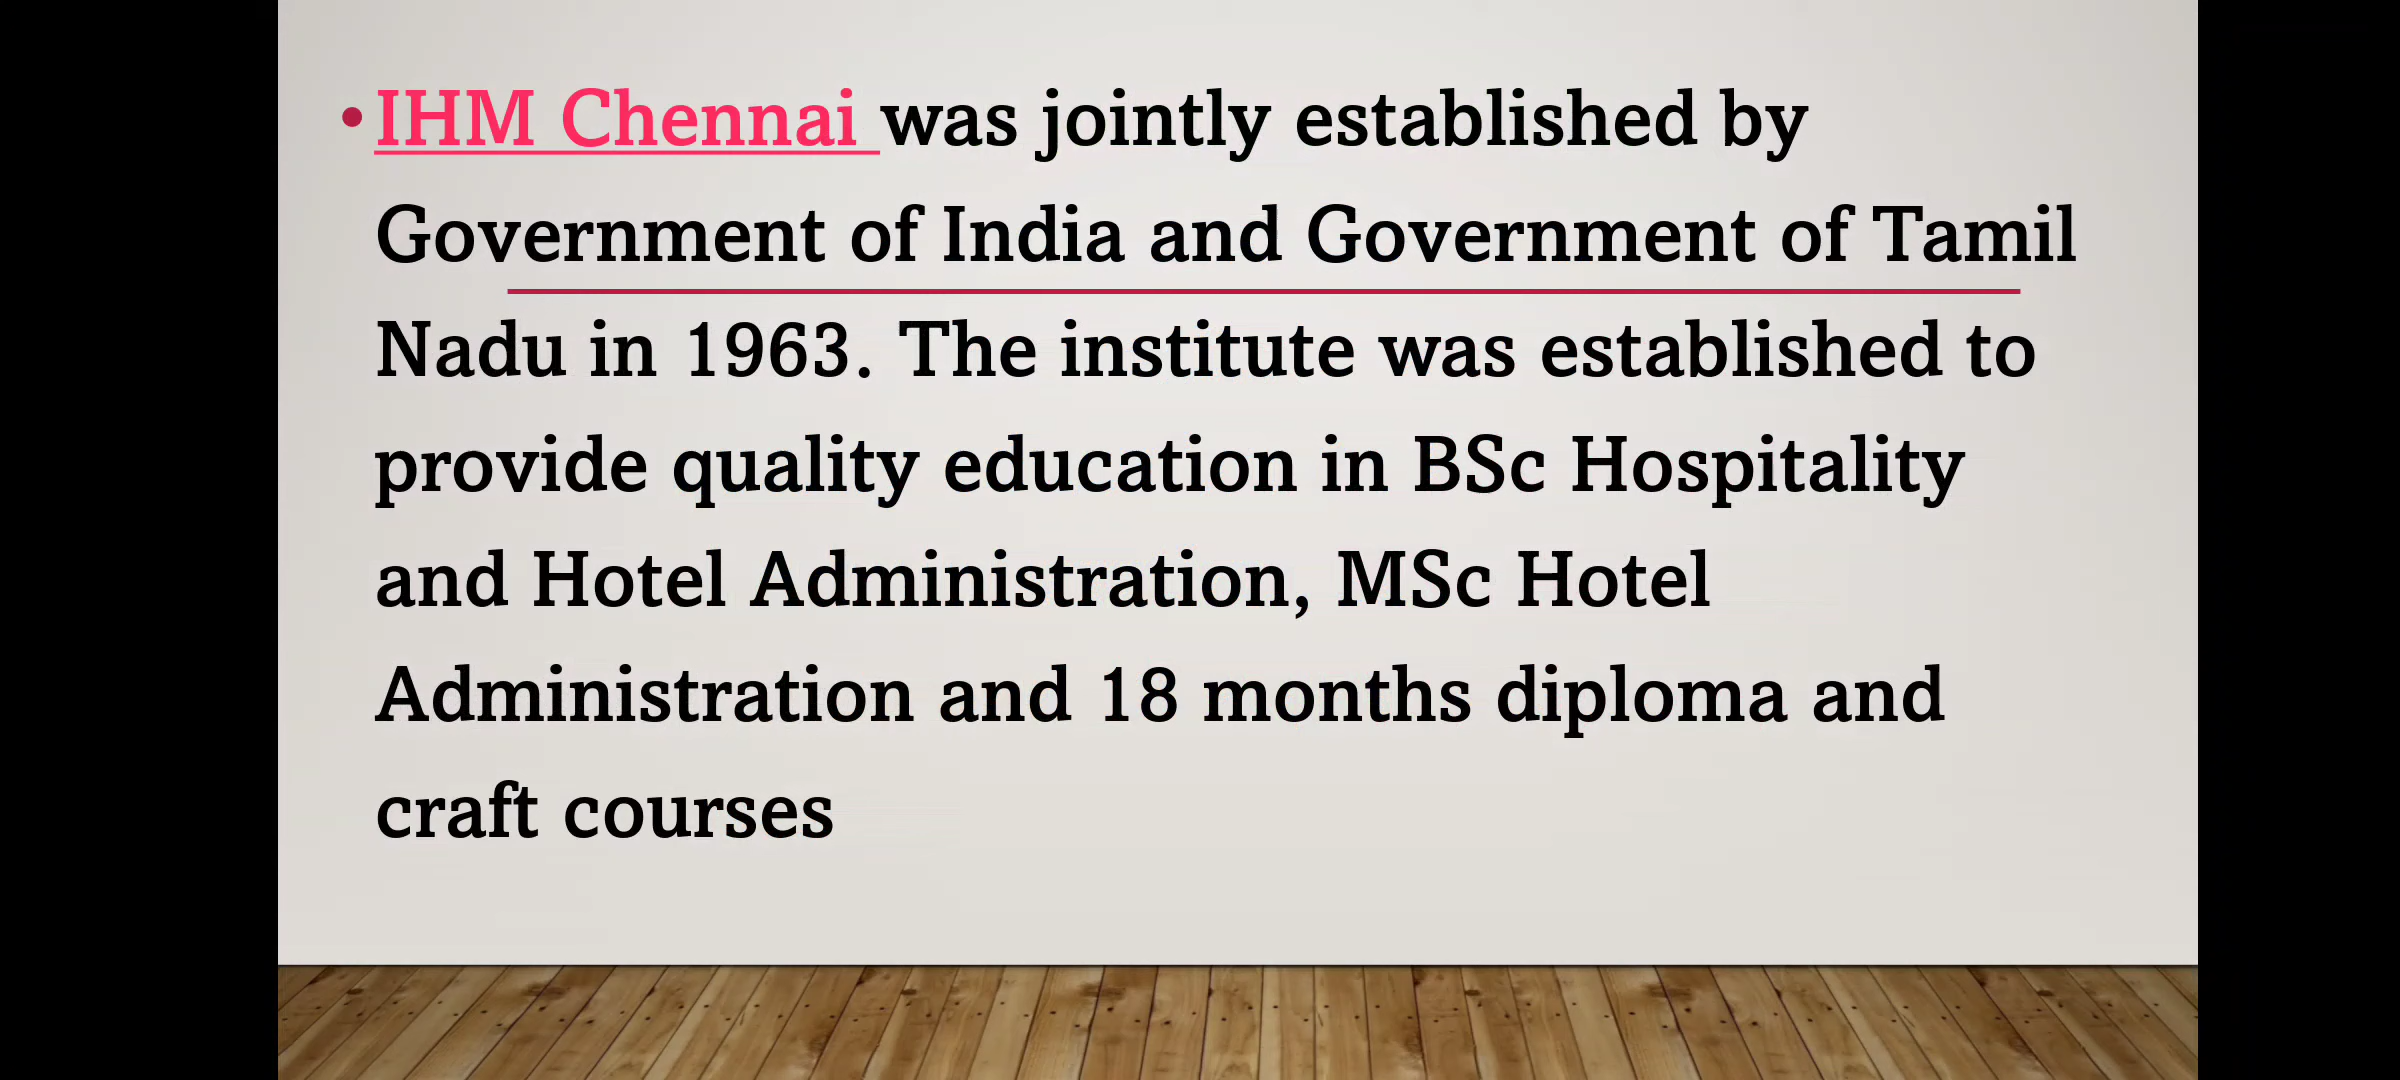 • IHM Chennai was jointly established by
Government of India and Government of Tamil
Nadu in 1963. The institute was established to
provide quality education in BSc Hospitality
and Hotel Administration, MSc Hotel
Administration and 18 months diploma and
craft courses